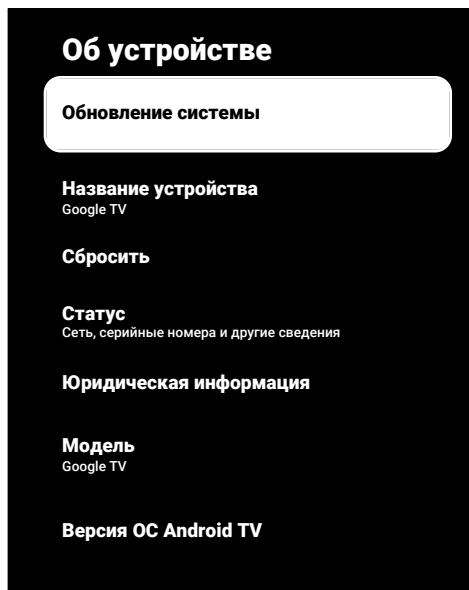 Об устройстве
Обновление системы
Название устройства
Google TV
Сбросить
Статус
Сеть, серийные номера и другие сведения
Юридическая информация
Модель
Google TV
Версия ОС Android TV